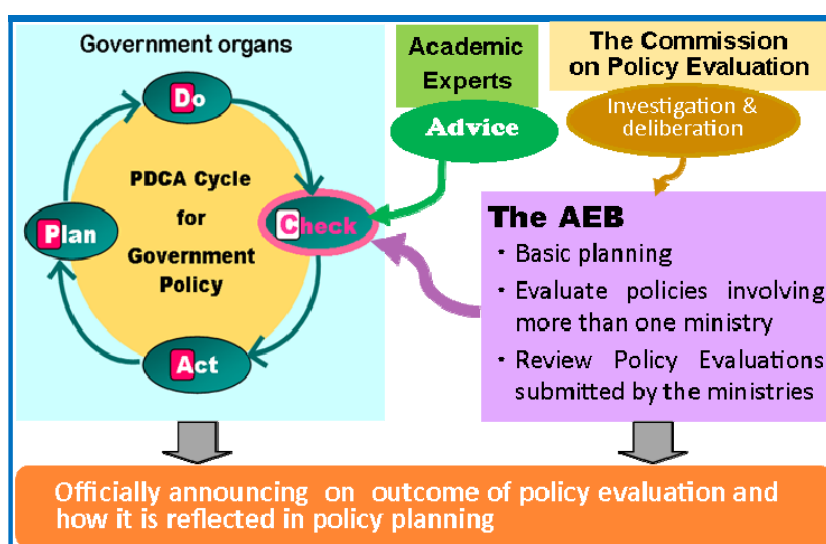 Government organs
Do
PDCA Cycle
for
Government
Policy
Plan
Check
Act
Academic
Experts
Advice
The Commission
on Policy Evaluation
Investigation &
deliberation
The AEB
・Basic planning
・Evaluate policies involving
more than one ministry
・Review Policy Evaluations
submitted by the ministries
Officially announcing on outcome of policy evaluation and
how it is reflected in policy planning